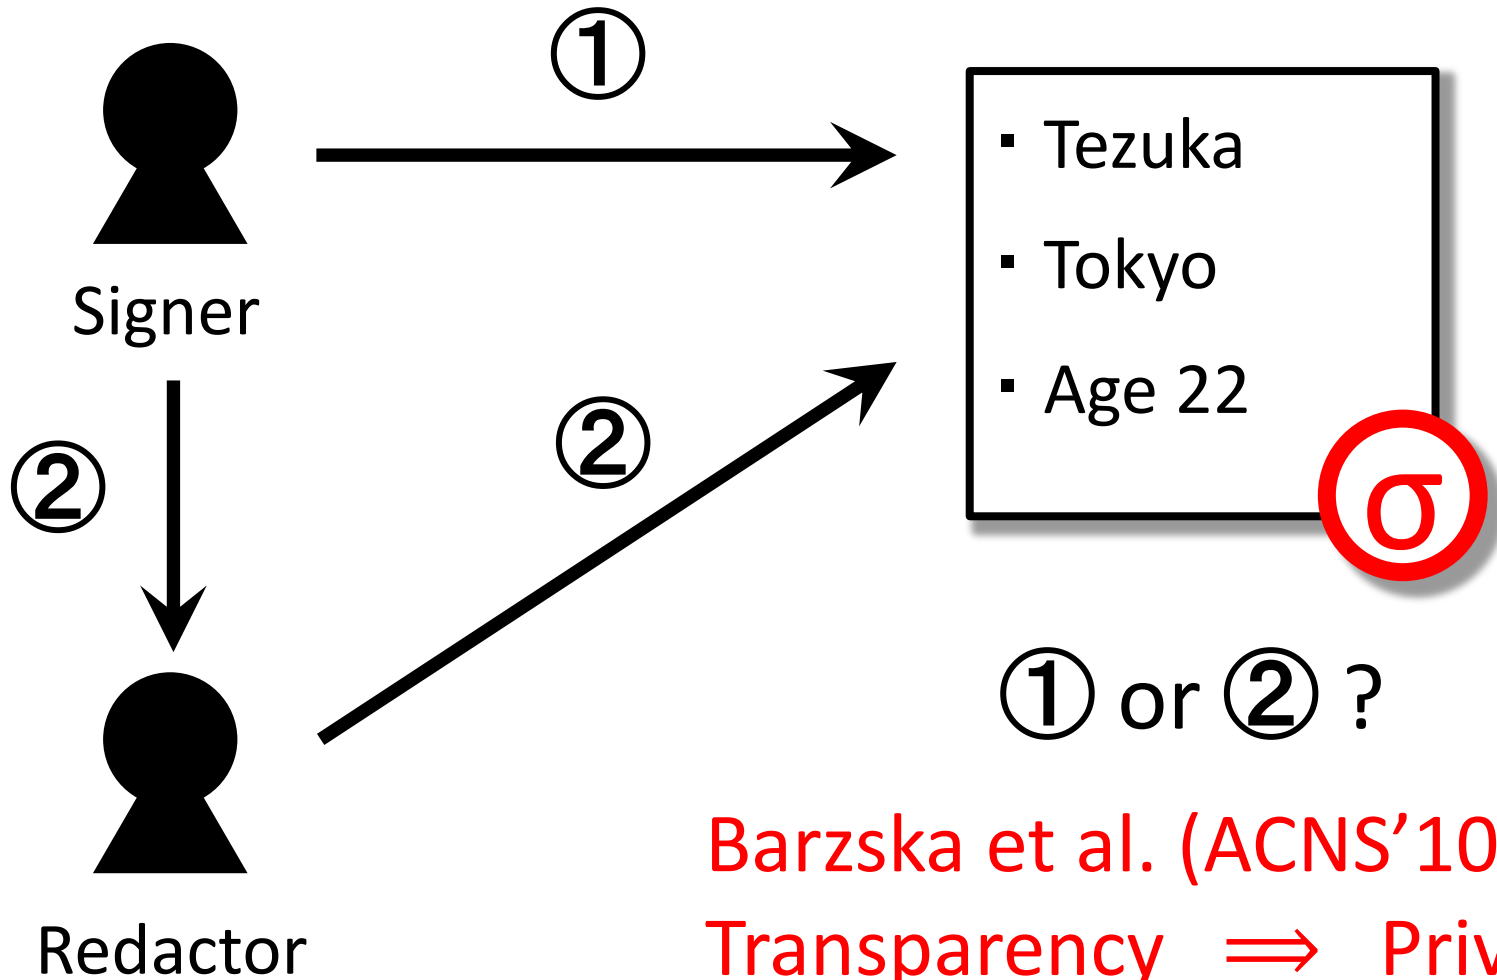 ①
Signer
②
②
Redactor
▪ Tezuka
▪ Tokyo
▪ Age 22
σ
① or ② ?
Barzska et al. (ACNS’10
Transparency ⇒